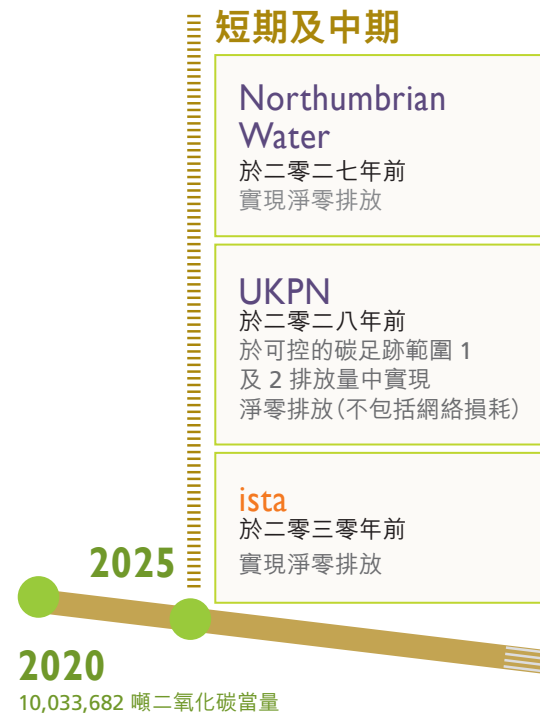 短期及中期
Northumbrian
Water
於二零二七年前
實現淨零排放
UKPN
於二零二八年前
於可控的碳足跡範圍 1
及 2 排放量中實現
淨零排放(不包括網絡損耗)
ista
於二零三零年前
實現淨零排放
2025
2020
10,033,682 噸二氧化碳當量